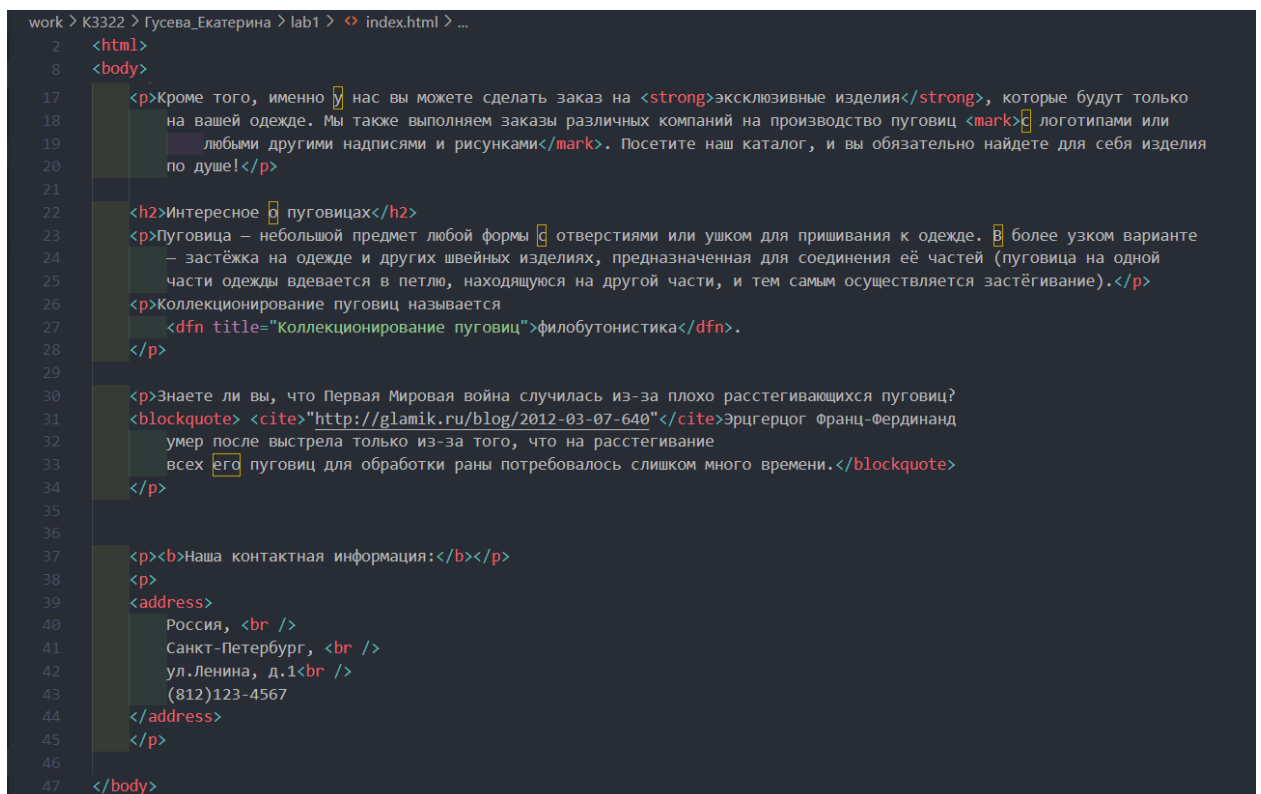 work > K3322 > Гусева_Екатерина > lab1 > <> index.html > ...
2 <html>
8 <body>
17 <p>Кроме того, именно у нас вы можете сделать заказ на <strong>эксклюзивные изделия</strong>, которые будут только
18 на вашей одежде. Мы также выполняем заказы различных компаний на производство пуговиц <mark>с логотипами или
19 любыми другими надписями и рисунками</mark>. Посетите наш каталог, и вы обязательно найдете для себя изделия
20 по душе!</p>
21
22 <h2>Интересное о пуговицах</h2>
23 <p>Пуговица — небольшой предмет любой формы с отверстиями или ушком для пришивания к одежде. В более узком варианте
24 — застёжка на одежде и других швейных изделиях, предназначенная для соединения её частей (пуговица на одной
25 части одежды вдевается в петлю, находящуюся на другой части, и тем самым осуществляется застёгивание).</p>
26 <p>Коллекционирование пуговиц называется
27 <dfn title="Коллекционирование пуговиц">филобутонистика</dfn>.
28 </p>
29
30 <p>Знаете ли вы, что Первая Мировая война случилась из-за плохо расстегивающихся пуговиц?
31 <blockquote> <cite>"http://glamik.ru/blog/2012-03-07-640"</cite>Эрцгерцог Франц-Фердинанд
32 умер после выстрела только из-за того, что на расстегивание
33 всех его пуговиц для обработки раны потребовалось слишком много времени.</blockquote>
34 </p>
35
36
37 <p><b>Наша контактная информация:</b></p>
38 <p>
39 <address>
40 Россия, <br />
41 Санкт-Петербург, <br />
42 ул.Ленина, д.1<br />
43 (812)123-4567
44 </address>
45 </p>
46
47 </body>